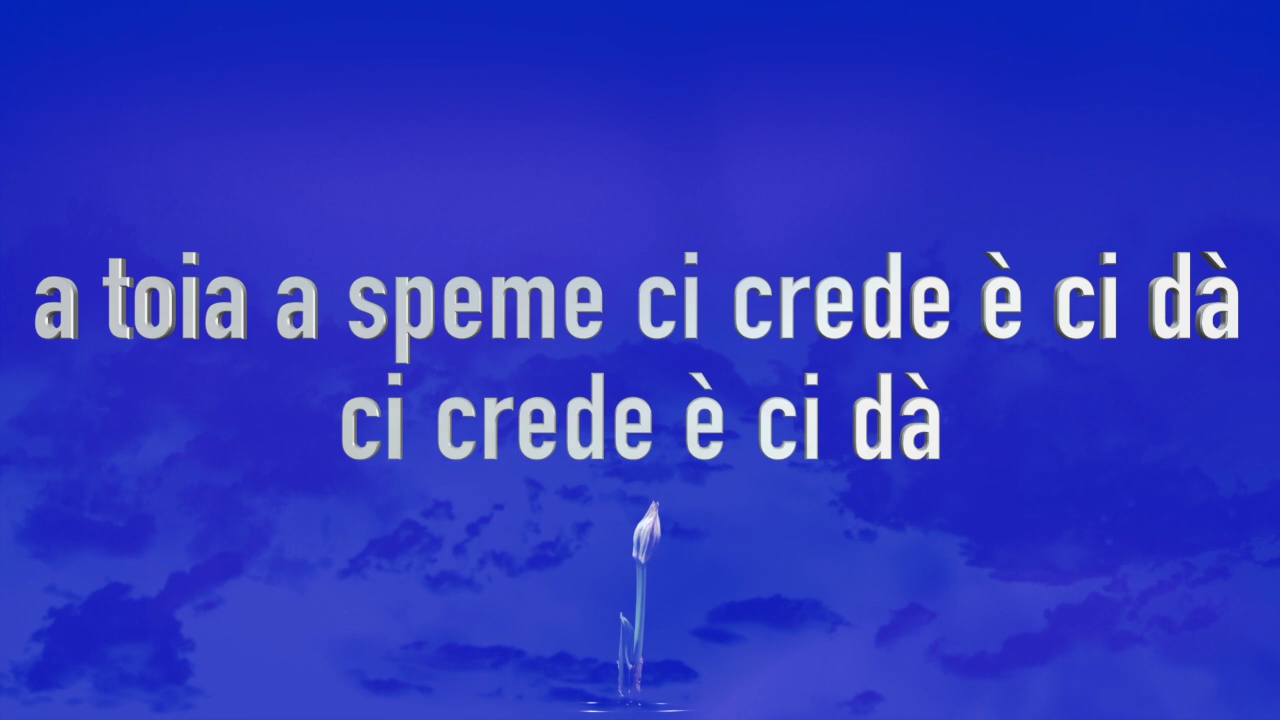 a toia a speme ci crede è ci dà
ci crede è ci dà